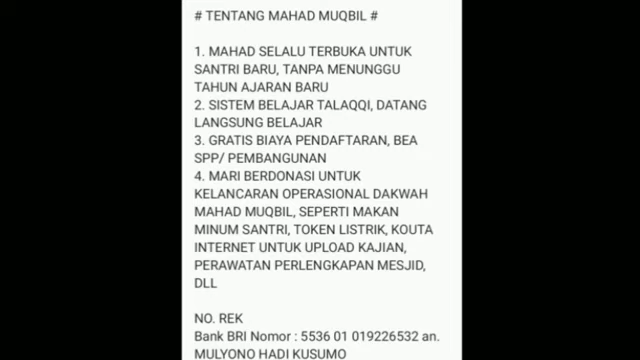 # TENTANG MAHAD MUQBIL #
1. MAHAD SELALU TERBUKA UNTUK
SANTRI BARU, TANPA MENUNGGU
TAHUN AJARAN BARU
2. SISTEM BELAJAR TALAQQI, DATANG
LANGSUNG BELAJAR
3. GRATIS BIAYA PENDAFTARAN, BEA
SPP/ PEMBANGUNAN
4. MARI BERDONASI UNTUK
KELANCARAN OPERASIONAL DAKWAH
MAHAD MUQBIL, SEPERTI MAKAN
MINUM SANTRI, TOKEN LISTRIK, KOUTA
INTERNET UNTUK UPLOAD KAJIAN,
PERAWATAN PERLENGKAPAN MESJID,
DLL
NO. REK
Bank BRI Nomor : 5536 01 019226532 an.
MULYONO HADI KUSUMO